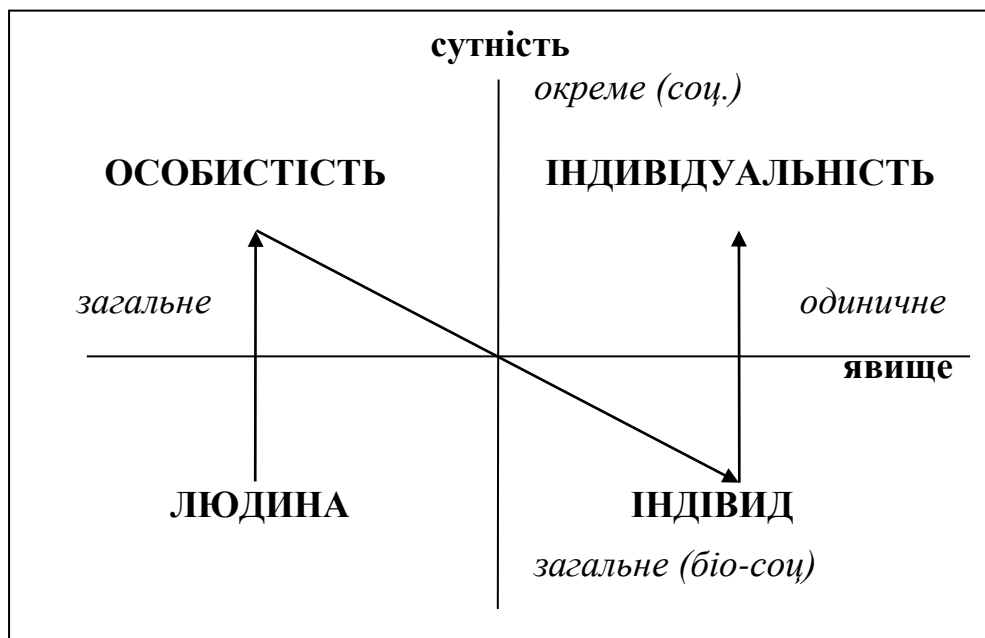 сутність
окреме (соц.)
ОСОБИСТІСТЬ ІНДИВІДУАЛЬНІСТЬ
загальне одиничне
явище
ЛЮДИНА ІНДІВИД
загальне (біо-соц)